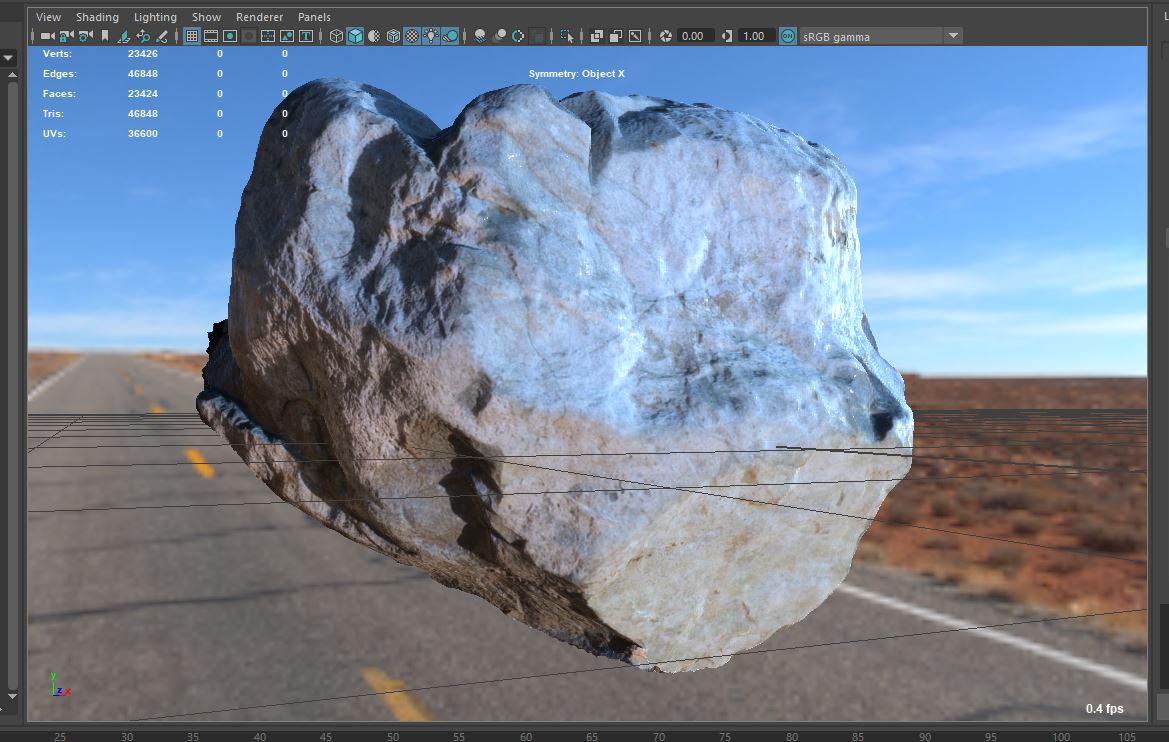 View Shading Lighting Show Renderer Panels
0.00 1.00 ON sRGB gamma
Verts: 23426 0 0
Edges: 46848 0 0
Symmetry: Object X
Faces: 23424 0 0
Tris: 46848 0 0
UVs: 36600 0 0
y
z x
0.4 fps
25 30 35 40 45 50 55 60 65 70 75 80 85 90 95 100 105